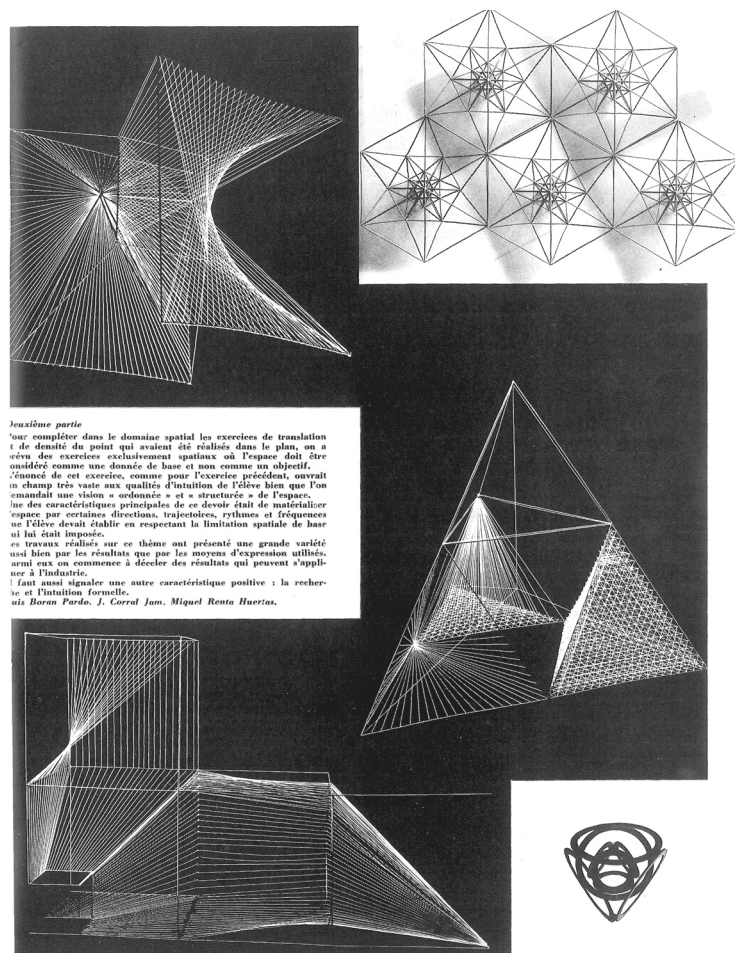 Deuxième partie
Pour compléter dans le domaine spatial les exercices de translation
et de densité du point qui avaient été réalisés dans le plan, on a
prévu des exercices exclusivement spatiaux où l'espace doit être
considéré comme une donnée de base et non comme un objectif.
L'énoncé de cet exercice, comme pour l'exercice précédent, ouvrait
un champ très vaste aux qualités d'intuition de l'élève bien que l'on
demandait une vision « ordonnée » et « structurée » de l'espace.
Une des caractéristiques principales de ce devoir était de matérialiser
l'espace par certaines directions, trajectoires, rythmes et fréquences
que l'élève devait établir en respectant la limitation spatiale de base
qui lui était imposée.
Les travaux réalisés sur ce thème ont présenté une grande variété
aussi bien par les résultats que par les moyens d'expression utilisés.
Parmi eux on commence à déceler des résultats qui peuvent s'appli-
quer à l'industrie.
Il faut aussi signaler une autre caractéristique positive : la recher-
che et l'intuition formelle.
Luis Boran Pardo, J. Corral Jam, Miquel Renta Huertas.